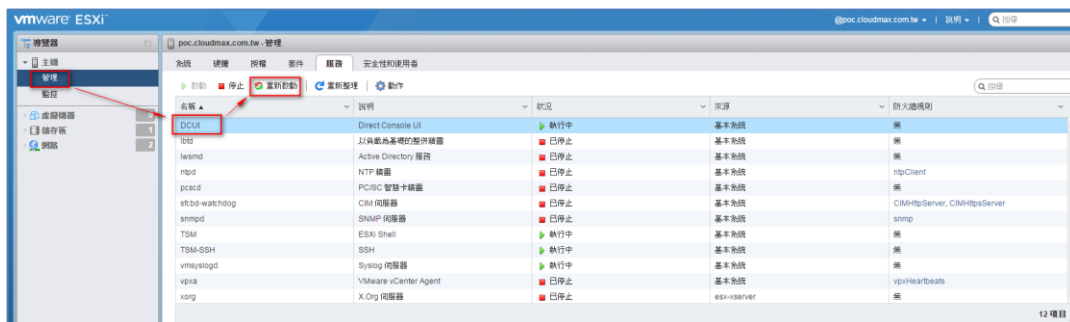 vmware ESXi
@poc.cloudmax.com.tw | 說明 | 搜尋
導覽器
poc.cloudmax.com.tw - 管理
主機
管理
監控
虛擬機器 0
儲存區 1
網路 2
系統 硬體 授權 套件 服務 安全性和使用者
啟動 停止 重新啟動 | 重新整理 | 動作 搜尋
名稱 說明 狀況 來源 防火牆規則
DCUI Direct Console UI 執行中 基本系統 無
lbtd 以負載為基礎的整併精靈 已停止 基本系統 無
lwsmd Active Directory 服務 已停止 基本系統 無
ntpd NTP 精靈 已停止 基本系統 ntpClient
pcscd PC/SC 智慧卡精靈 已停止 基本系統 無
sfcbd-watchdog CIM 伺服器 已停止 基本系統 CIMHttpServer, CIMHttpsServer
snmpd SNMP 伺服器 已停止 基本系統 snmp
TSM ESXi Shell 執行中 基本系統 無
TSM-SSH SSH 執行中 基本系統 無
vmsyslogd Syslog 伺服器 執行中 基本系統 無
vpxa VMware vCenter Agent 已停止 基本系統 vpxHeartbeats
xorg X.Org 伺服器 已停止 esx-xserver 無
12 項目